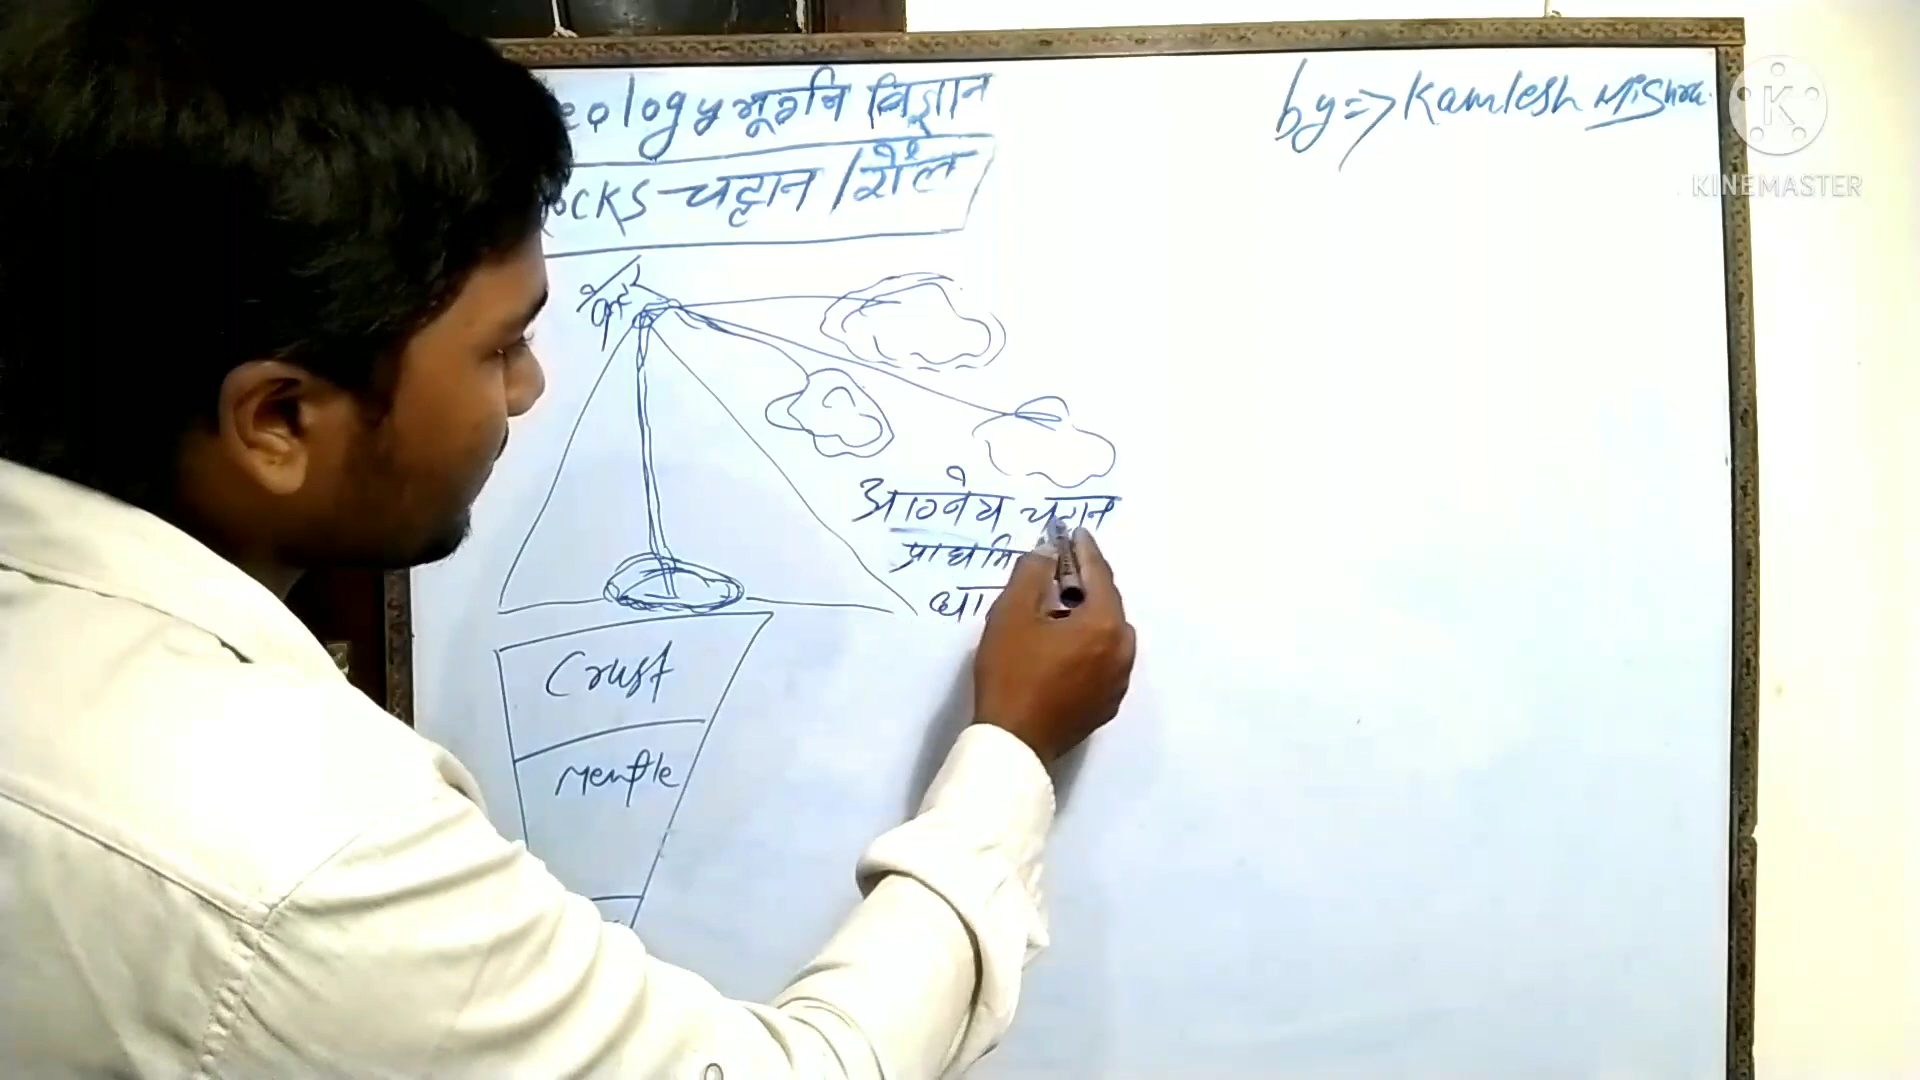 eology भूगर्भ विज्ञान
by=> Kamlesh Mishra.
OCKS - चट्टान / शैल
आग्नेय चट्टान
प्राथमि
Crust
Mentle
KINEMASTER